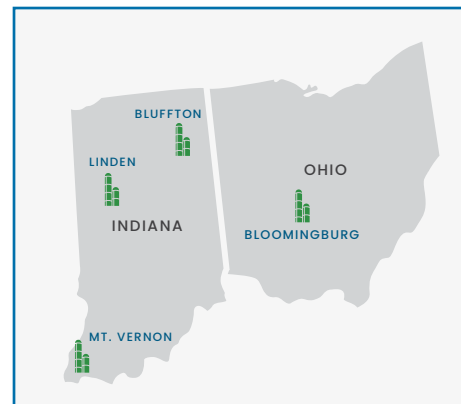 BLUFFTON
LINDEN
OHIO
INDIANA
BLOOMINGBURG
MT. VERNON